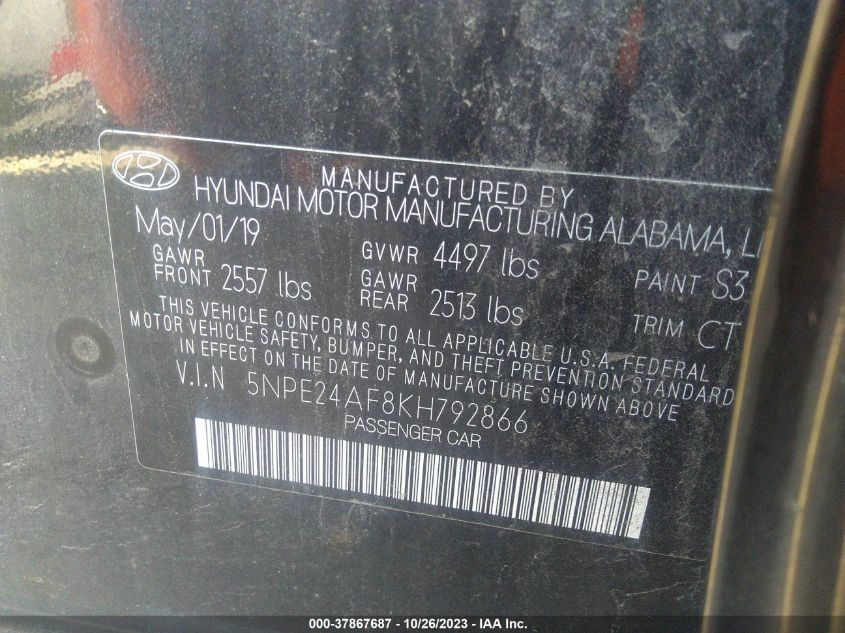 MANUFACTURED BY
HYUNDAI MOTOR MANUFACTURING ALABAMA,
May/01/19
GVWR 4497 lbs
PAINT S3
GAWR FRONT 2557 lbs
GAWR REAR 2513 lbs
TRIM CT
THIS VEHICLE CONFORMS TO ALL APPLICABLE U.S.A. FEDERAL
MOTOR VEHICLE SAFETY, BUMPER, AND THEFT PREVENTION STANDARD
IN EFFECT ON THE DATE OF MANUFACTURE SHOWN ABOVE.
V.I.N 5NPE24AF8KH792866
PASSENGER CAR
000-37867687 - 10/26/2023 - IAA Inc.